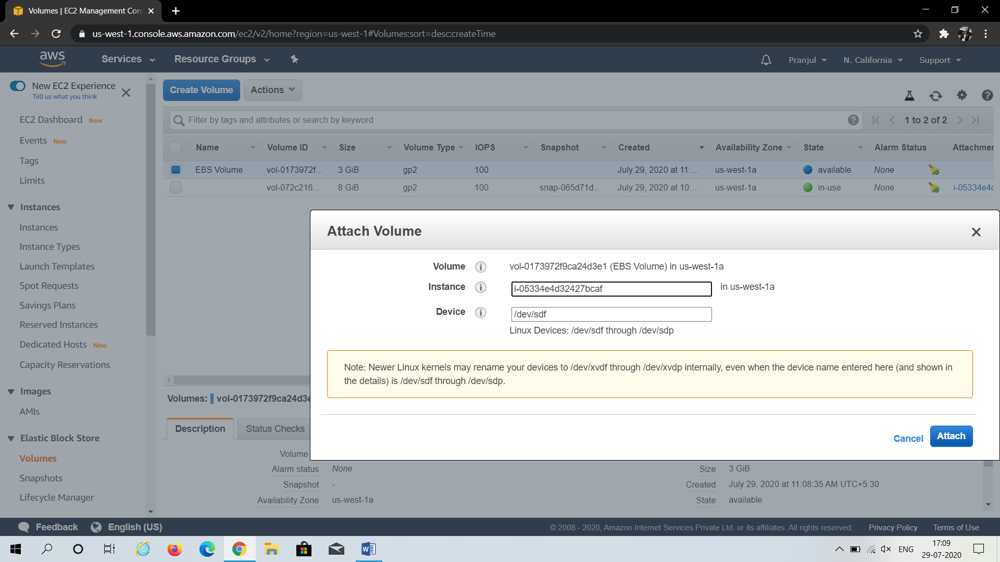 Volumes | EC2 Management Con
us-west-1.console.aws.amazon.com/ec2/v2/home?region=us-west-1#Volumes:sort=desc:createTime
aws Services Resource Groups Pranjul N. California Support
New EC2 Experience
Tell us what you think
EC2 Dashboard New
Events New
Tags
Limits
Instances
Instances
Instance Types
Launch Templates
Spot Requests
Savings Plans
Reserved Instances
Dedicated Hosts New
Capacity Reservations
Images
AMIs
Elastic Block Store
Volumes
Snapshots
Lifecycle Manager
Create Volume Actions
Filter by tags and attributes or search by keyword 1 to 2 of 2
Name Volume ID Size Volume Type IOPS Snapshot Created Availability Zone State Alarm Status Attachmen
EBS Volume vol-0173972f... 3 GiB gp2 100 July 29, 2020 at 11:... us-west-1a available None
vol-072c216... 8 GiB gp2 100 snap-065d71d... July 29, 2020 at 10:... us-west-1a in-use None i-05334e4d
Attach Volume
Volume vol-0173972f9ca24d3e1 (EBS Volume) in us-west-1a
Instance i-05334e4d32427bcaf in us-west-1a
Device /dev/sdf
Linux Devices: /dev/sdf through /dev/sdp
Note: Newer Linux kernels may rename your devices to /dev/xvdf through /dev/xvdp internally, even when the device name entered here (and shown in
the details) is /dev/sdf through /dev/sdp.
Cancel Attach
Volumes: vol-0173972f9ca24d3e
Description Status Checks
Volume
Alarm status None Size 3 GiB
Snapshot - Created July 29, 2020 at 11:08:35 AM UTC+5:30
Availability Zone us-west-1a State available
Feedback English (US) © 2008 - 2020, Amazon Internet Services Private Ltd. or its affiliates. All rights reserved. Privacy Policy Terms of Use
ENG 17:09
29-07-2020